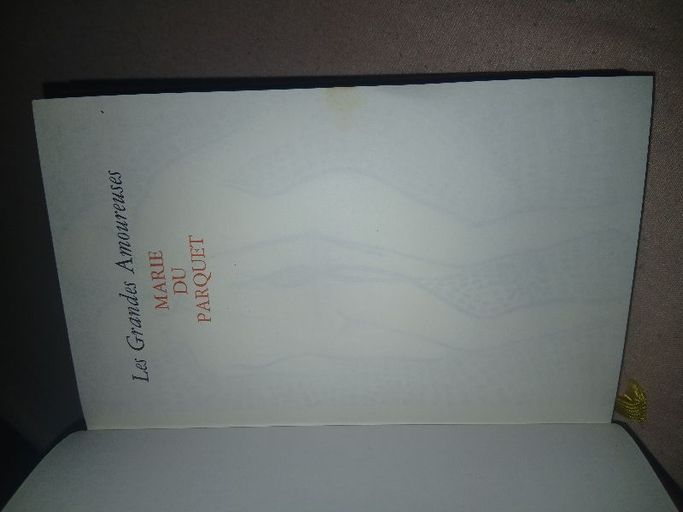 Les Grandes Amoureuses
MARIE
DU
PARQUET